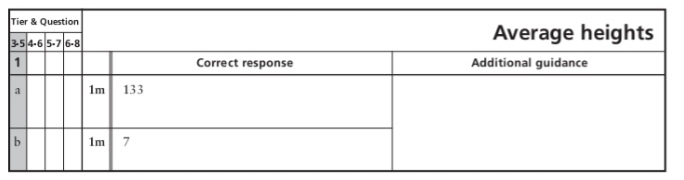 Tier & Question
Average heights
3-5 4-6 5-7 6-8
1 Correct response Additional guidance
a 1m 133
b 1m 7